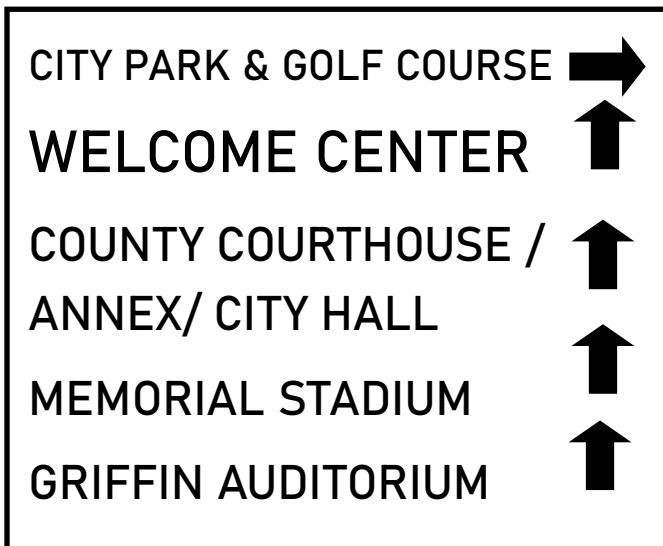 CITY PARK & GOLF COURSE
WELCOME CENTER
COUNTY COURTHOUSE /
ANNEX/ CITY HALL
MEMORIAL STADIUM
GRIFFIN AUDITORIUM